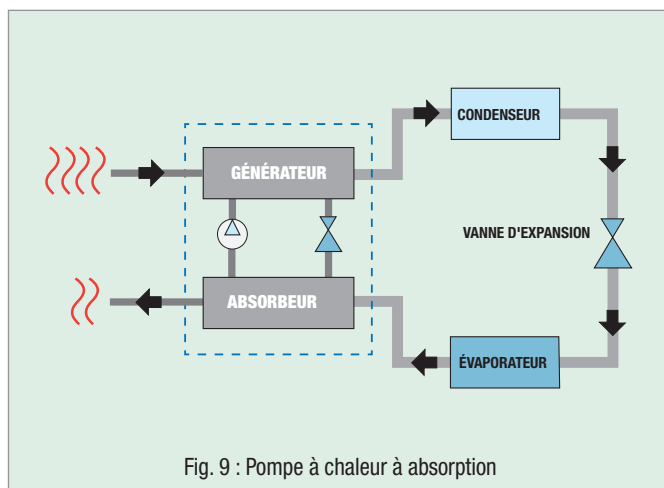 CONDENSEUR
GÉNÉRATEUR
VANNE D'EXPANSION
ABSORBEUR
ÉVAPORATEUR
Fig. 9 : Pompe à chaleur à absorption